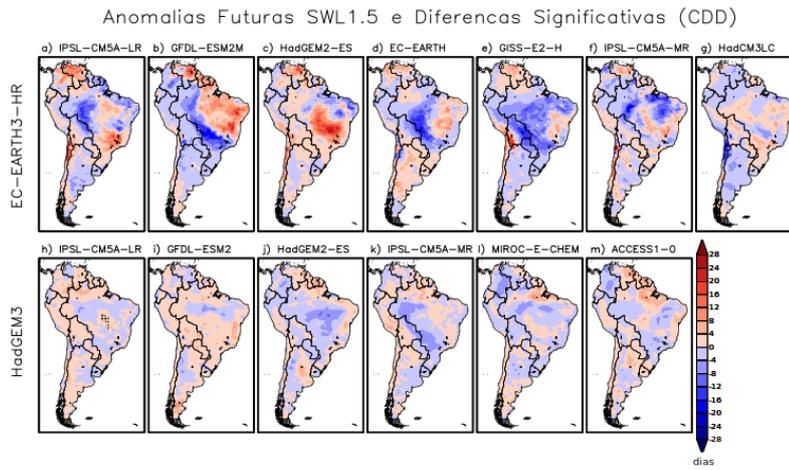 Anomalias Futuras SWL1.5 e Diferencas Significativas (CDD)
a) IPSL-CM5A-LR b) GFDL-ESM2M c) HadGEM2-ES d) EC-EARTH e) GISS-E2-H f) IPSL-CM5A-MR g) HadCM3LC
EC-EARTH3-HR
h) IPSL-CM5A-LR i) GFDL-ESM2 j) HadGEM2-ES k) IPSL-CM5A-MR l) MIROC-E-CHEM m) ACCESS1-0
HadGEM3
28
24
20
16
12
8
4
0
-4
-8
-12
-16
-20
-24
-28
dias